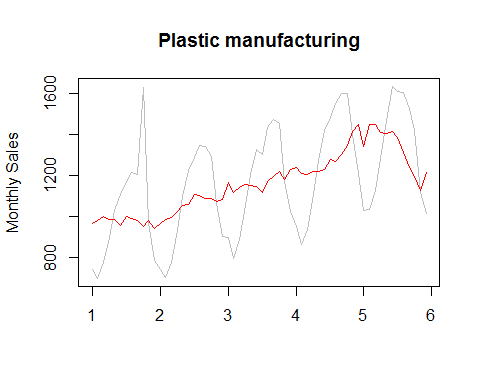 Plastic manufacturing
Monthly Sales
1600
1200
800
1 2 3 4 5 6